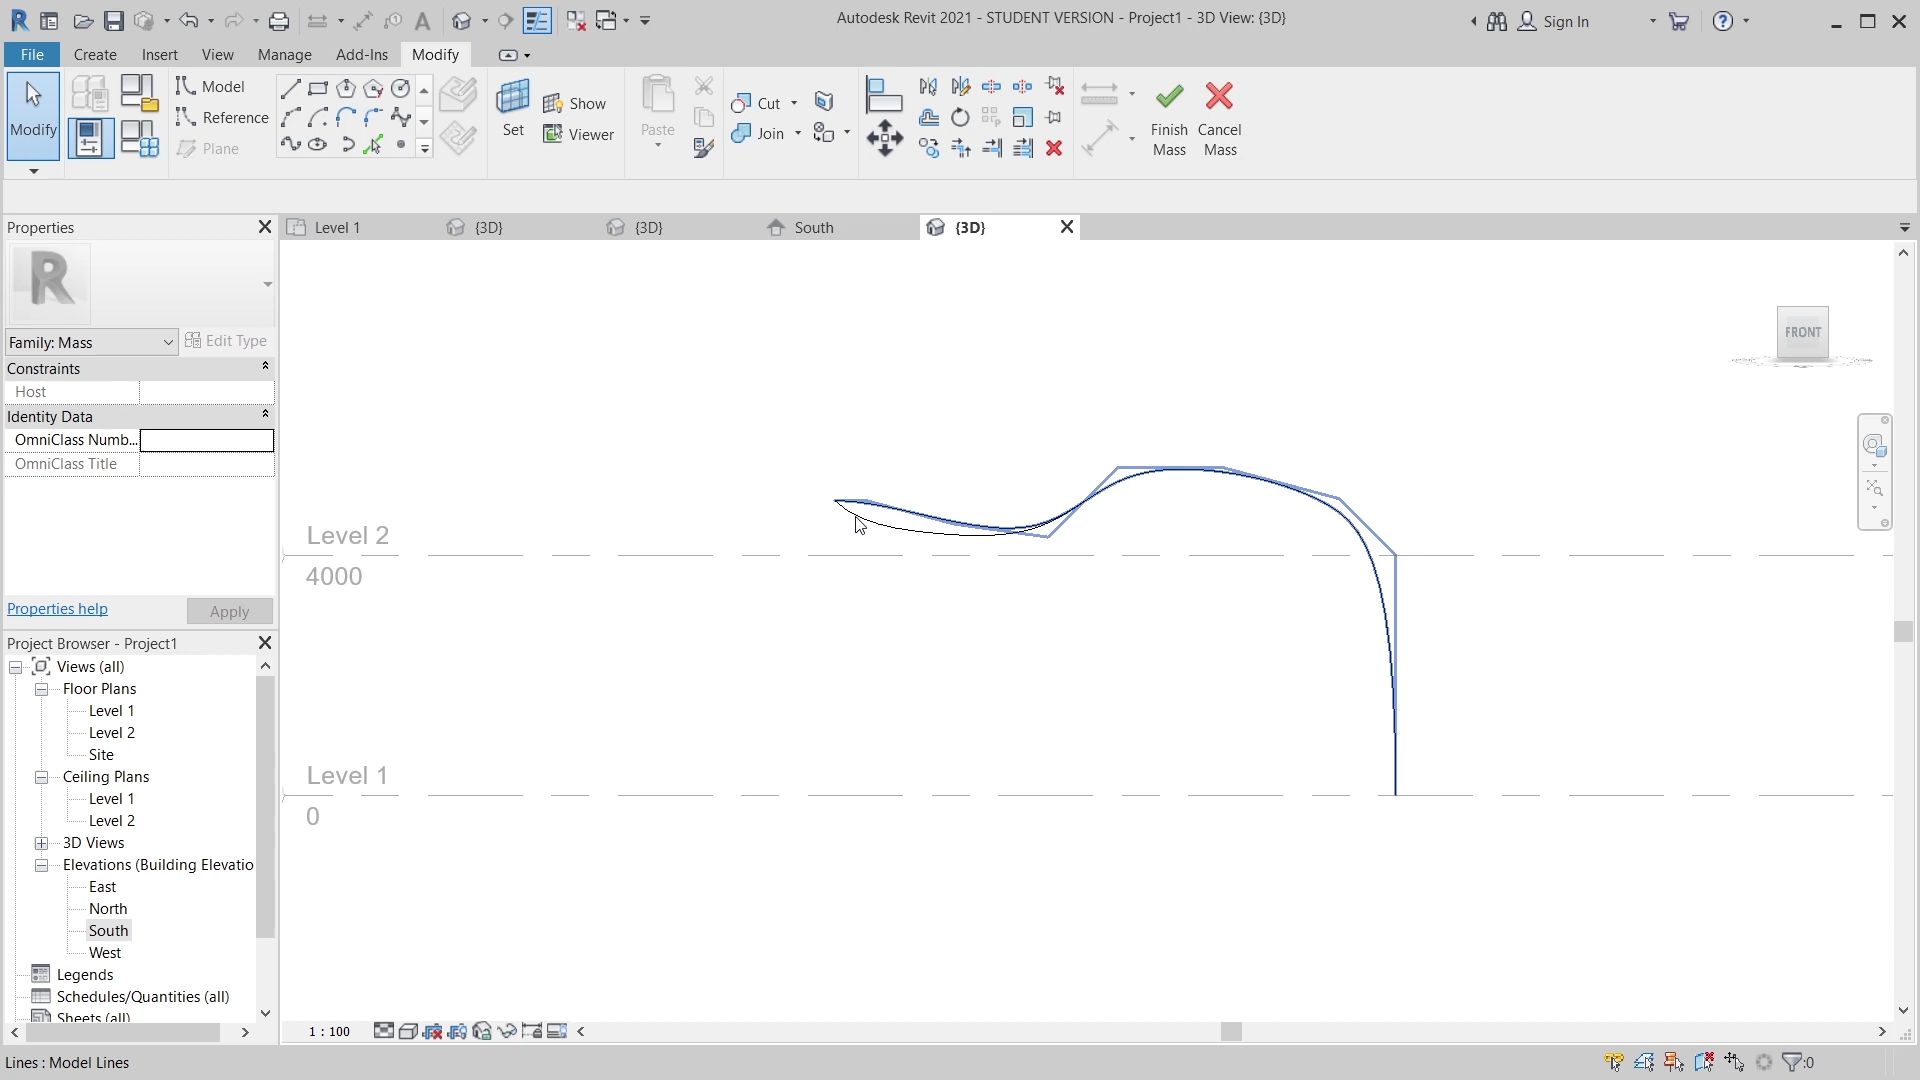 Autodesk Revit 2021 - STUDENT VERSION - Project1 - 3D View: {3D}
Sign In
File
Create
Insert
View
Manage
Add-Ins
Modify
Modify
Model
Reference
Plane
Set
Show
Viewer
Paste
Cut
Join
Finish
Mass
Cancel
Mass
Properties
Level 1
{3D}
{3D}
South
{3D}
R
Family: Mass
Edit Type
Constraints
Host
Identity Data
OmniClass Numb...
OmniClass Title
Properties help
Apply
FRONT
Level 2
4000
Level 1
0
Project Browser - Project1
Views (all)
Floor Plans
Level 1
Level 2
Site
Ceiling Plans
Level 1
Level 2
3D Views
Elevations (Building Elevatio
East
North
South
West
Legends
Schedules/Quantities (all)
Sheets (all)
1 : 100
Lines : Model Lines
:0